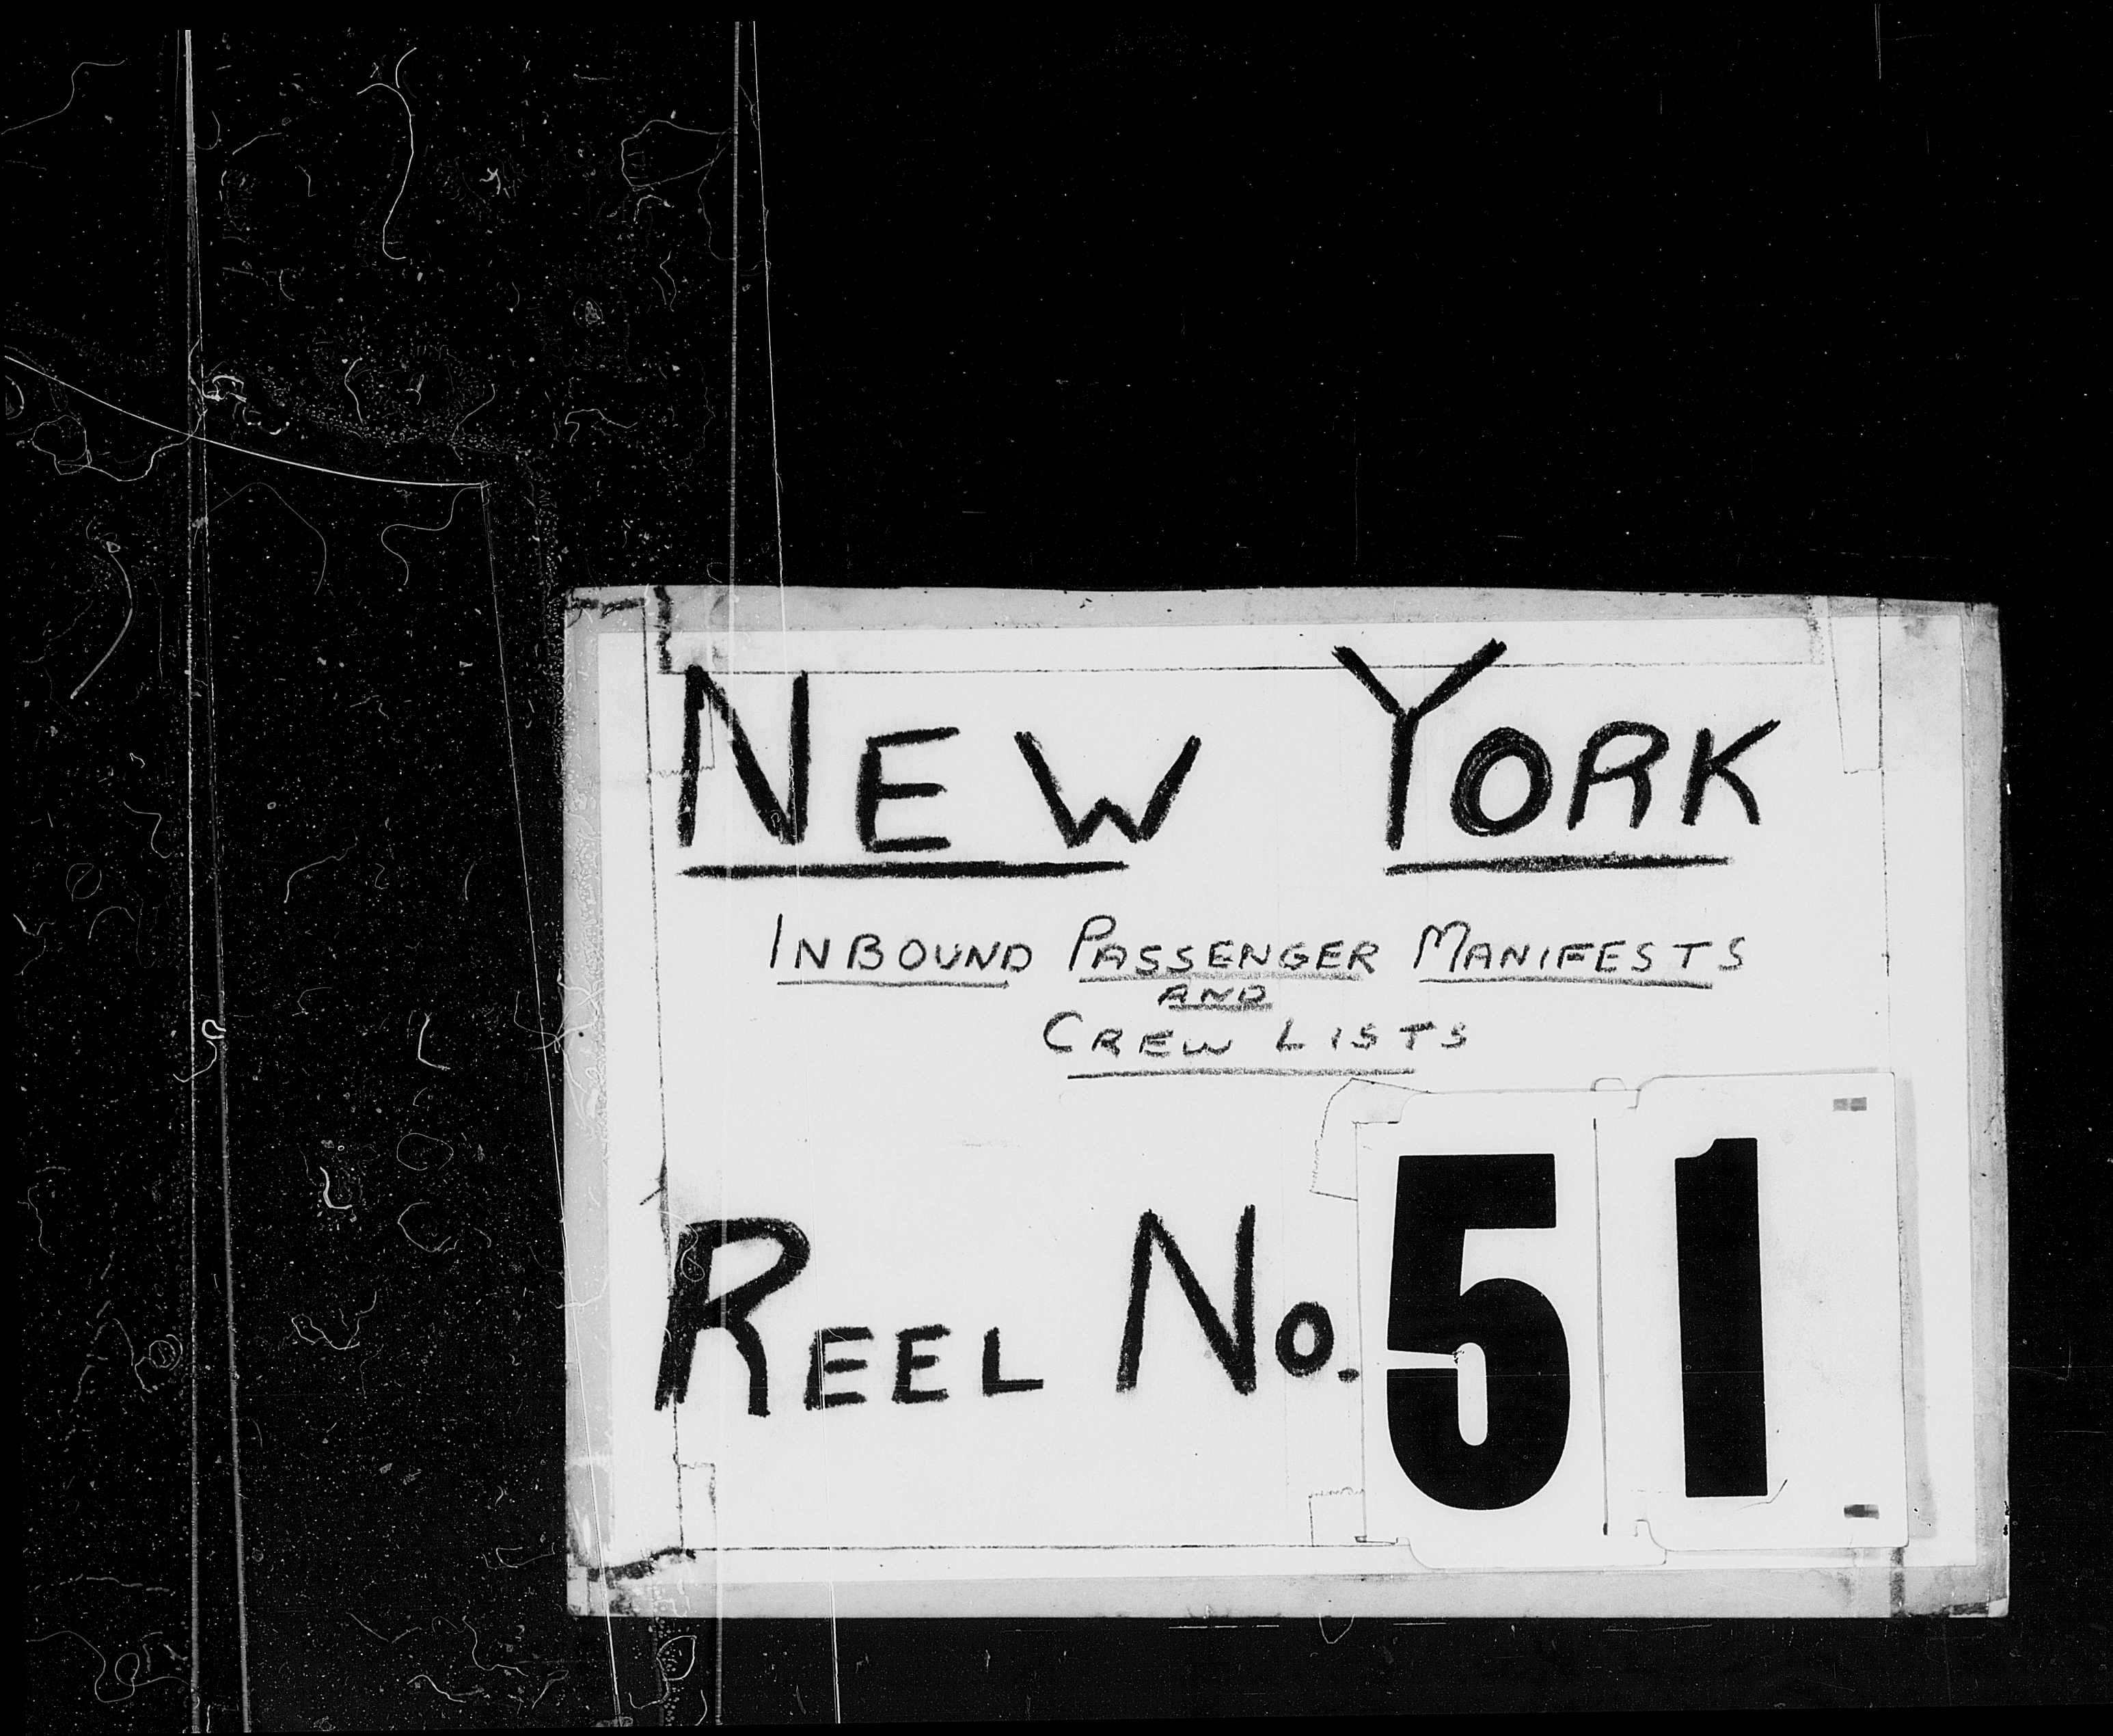 NEW YORK
INBOUND PASSENGER MANIFESTS
AND
CREW LISTS
REEL No. 51